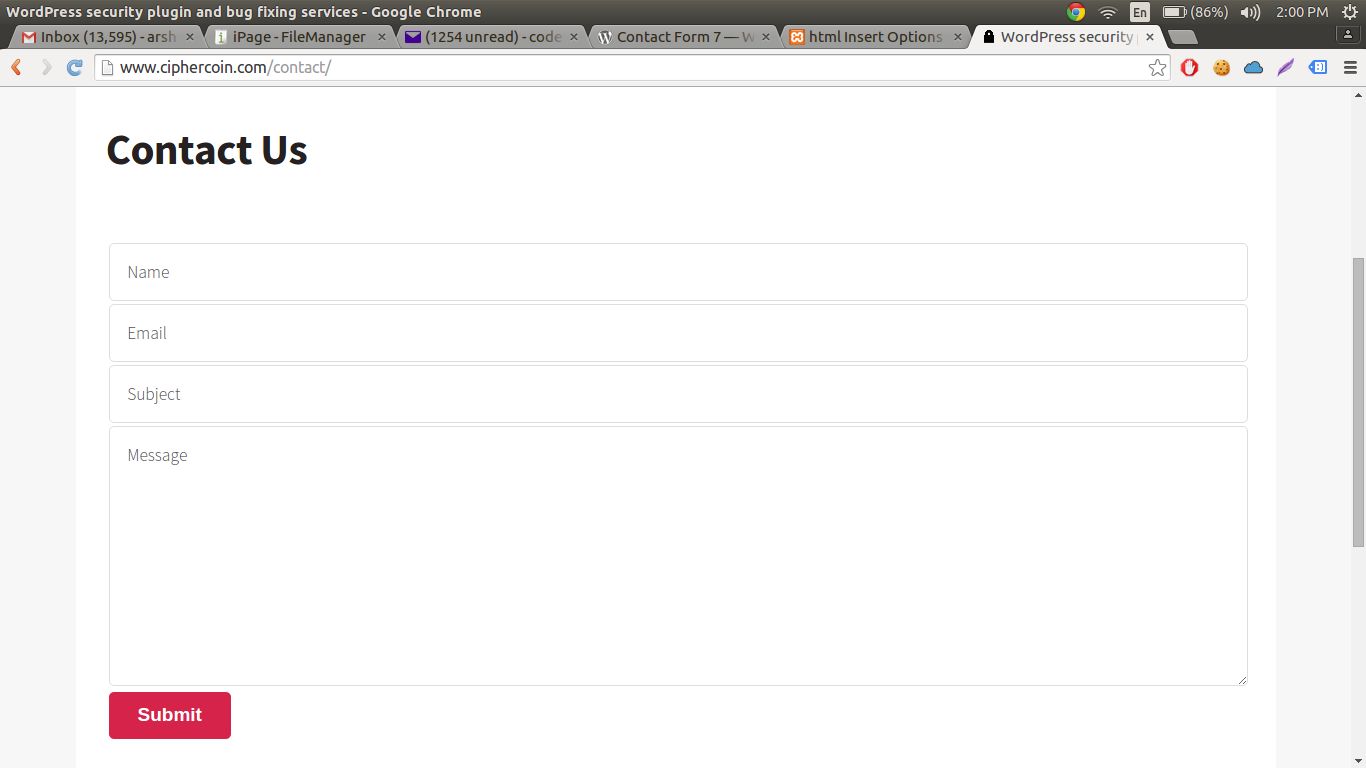 WordPress security plugin and bug fixing services - Google Chrome
En (86%) 2:00 PM
Inbox (13,595) - arsh
iPage - FileManager
(1254 unread) - code
Contact Form 7 — W
html Insert Options
WordPress security
www.ciphercoin.com/contact/
Contact Us
Name
Email
Subject
Message
Submit